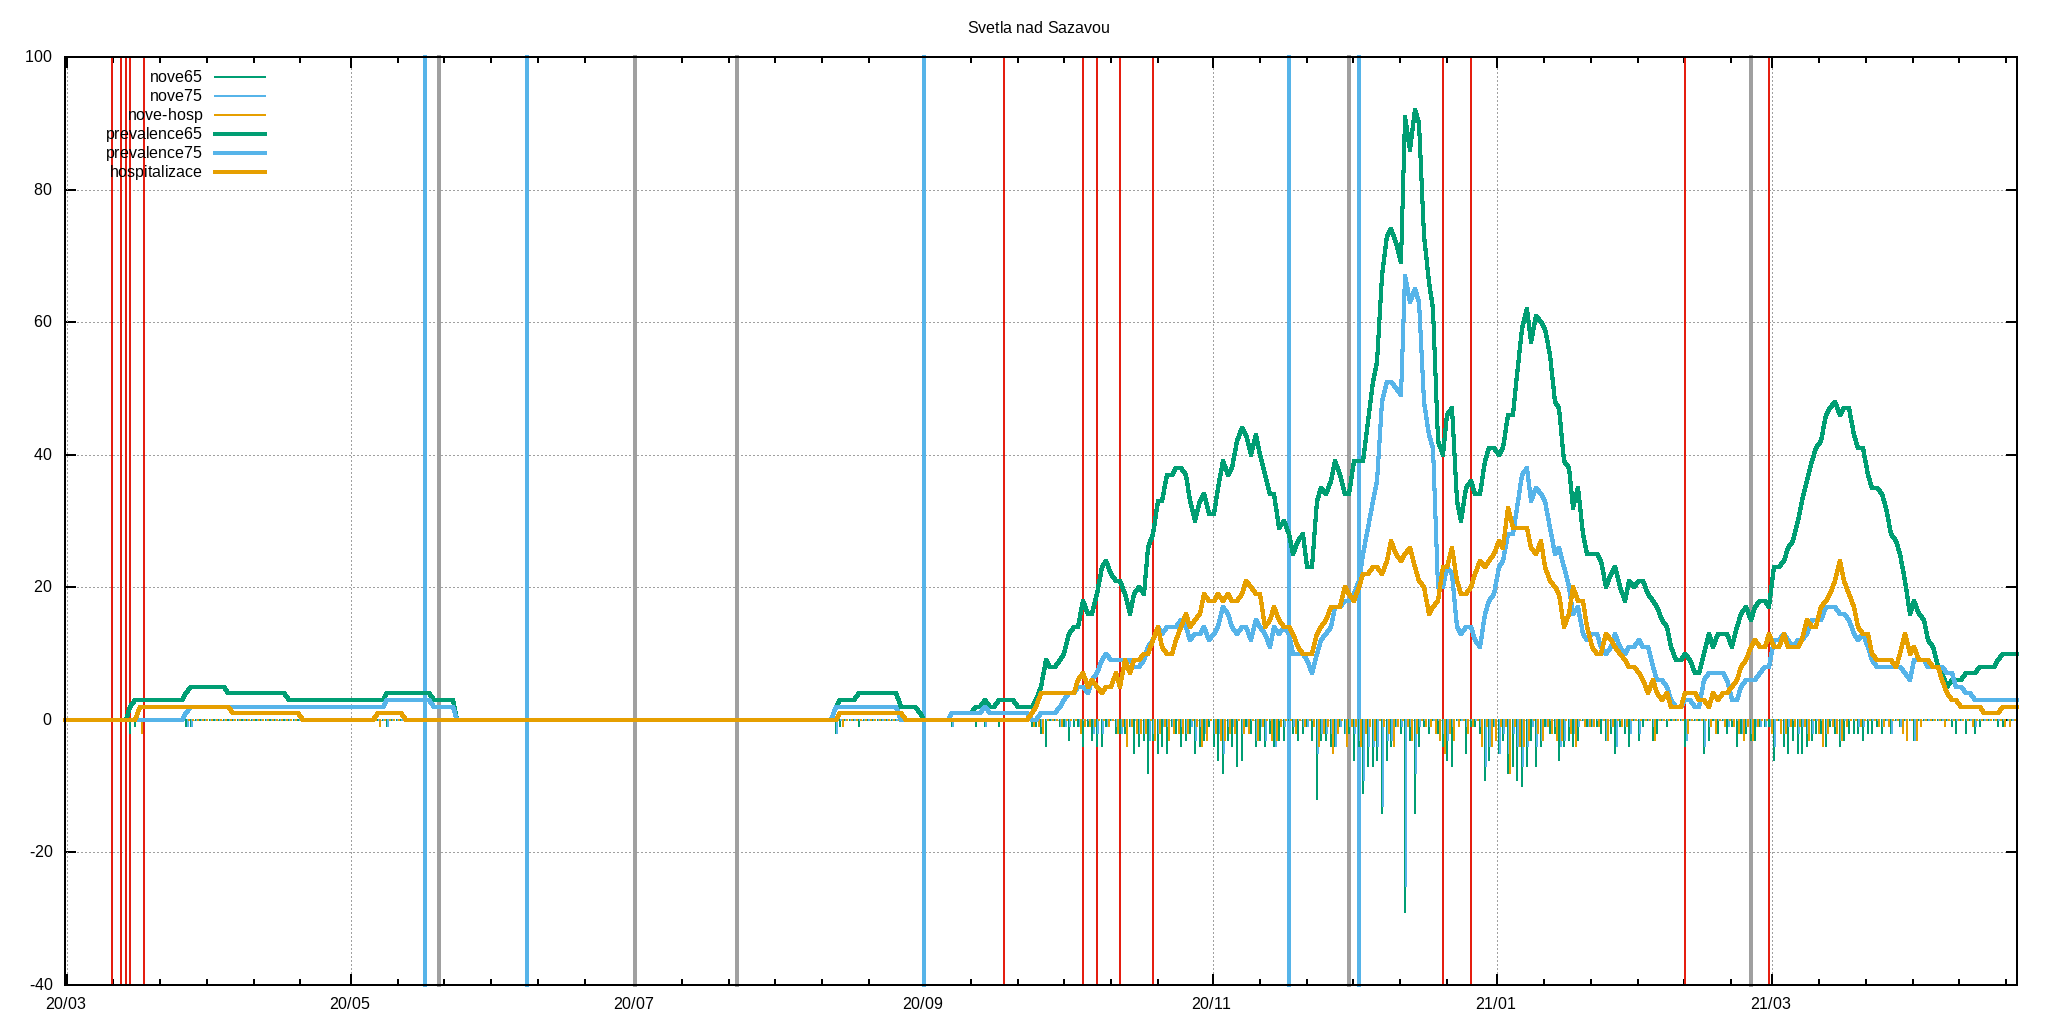 Svetla nad Sazavou
100
80
60
40
20
0
-20
-40
nove65
nove75
nove-hosp
prevalence65
prevalence75
hospitalizace
20/03 20/05 20/07 20/09 20/11 21/01 21/03